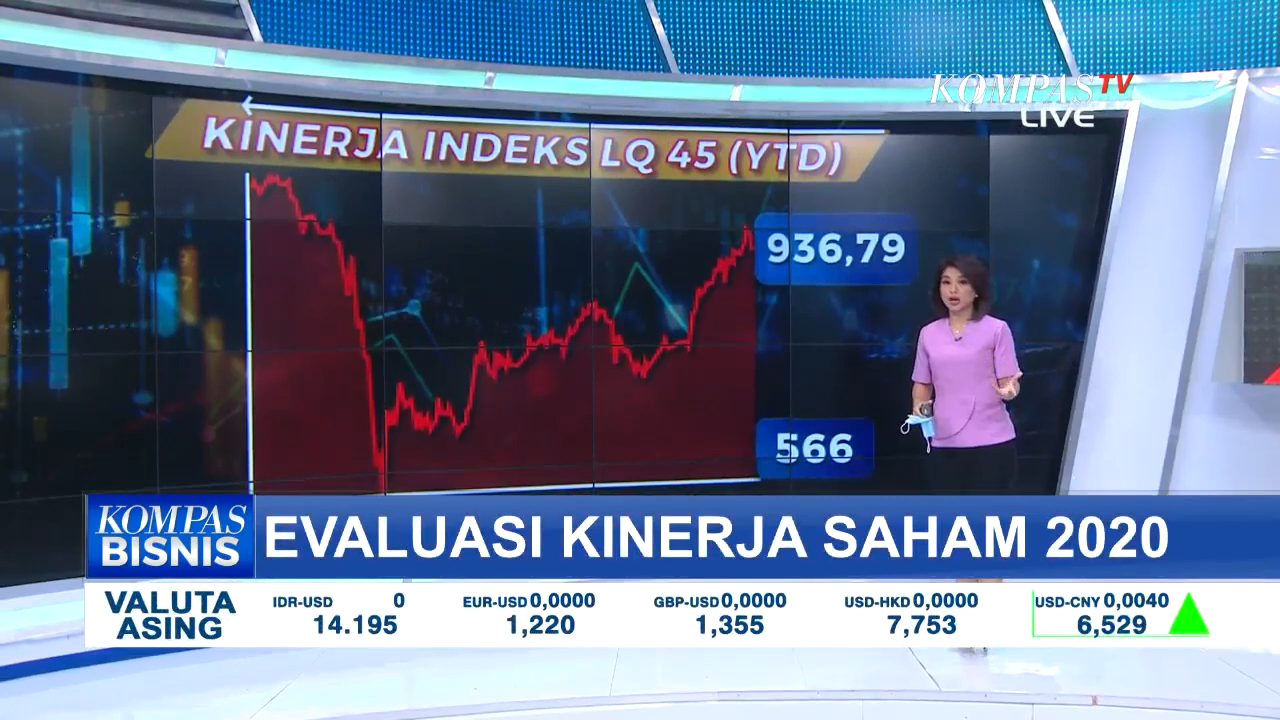 KOMPASTV
LIVE
KINERJA INDEKS LQ 45 (YTD)
936,79
566
KOMPAS
BISNIS
EVALUASI KINERJA SAHAM 2020
VALUTA
ASING
IDR-USD 0
14.195
EUR-USD 0,0000
1,220
GBP-USD 0,0000
1,355
USD-HKD 0,0000
7,753
USD-CNY 0,0040
6,529